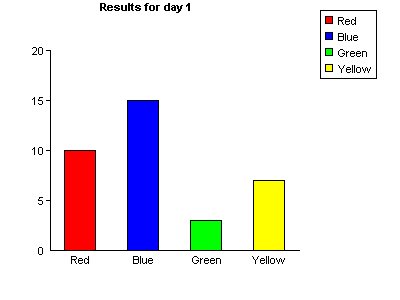 Results for day 1
Red
Blue
Green
Yellow
20
15
10
5
0
Red Blue Green Yellow